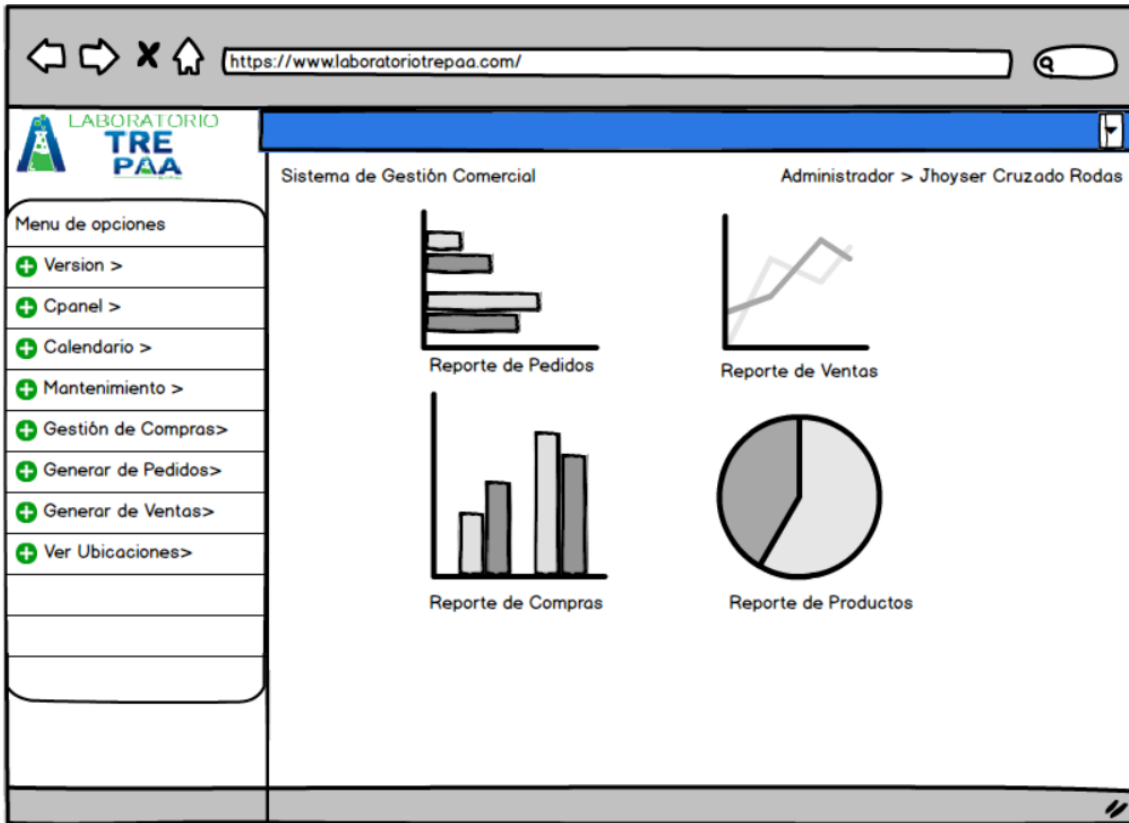 https://www.laboratoriotrepaa.com/
LABORATORIO
TRE
PAA
Sistema de Gestión Comercial
Administrador > Jhoyser Cruzado Rodas
Menu de opciones
Version >
Cpanel >
Calendario >
Mantenimiento >
Gestión de Compras>
Generar de Pedidos>
Generar de Ventas>
Ver Ubicaciones>
Reporte de Pedidos
Reporte de Ventas
Reporte de Compras
Reporte de Productos